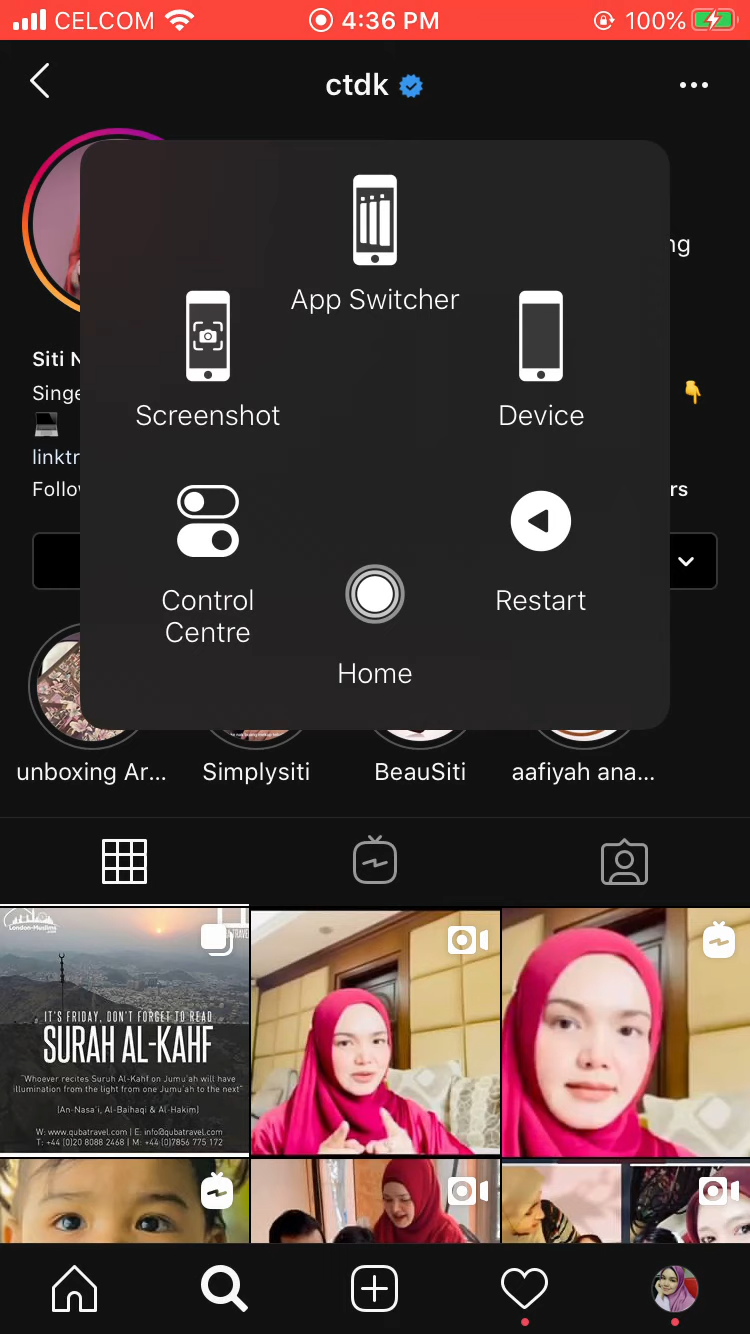 CELCOM 4:36 PM 100%
ctdk
ng
App Switcher
Siti N
Singe
Screenshot Device
linktr
Follo rs
Control
Centre
Restart
Home
unboxing Ar... Simplysiti BeauSiti aafiyah ana...
London-Muslims
.com
IT'S FRIDAY, DON'T FORGET TO READ
SURAH AL-KAHF
"Whoever recites Suruh Al-Kahf on Jumu'ah will have
illumination from the light from one Jumu'ah to the next"
(An-Nasa'i, Al-Baihaqi & Al-Hakim)
W: www.qubatravel.com | E: info@qubatravel.com
T: +44 (0)20 8088 2468 | M: +44 (0)7856 775 172